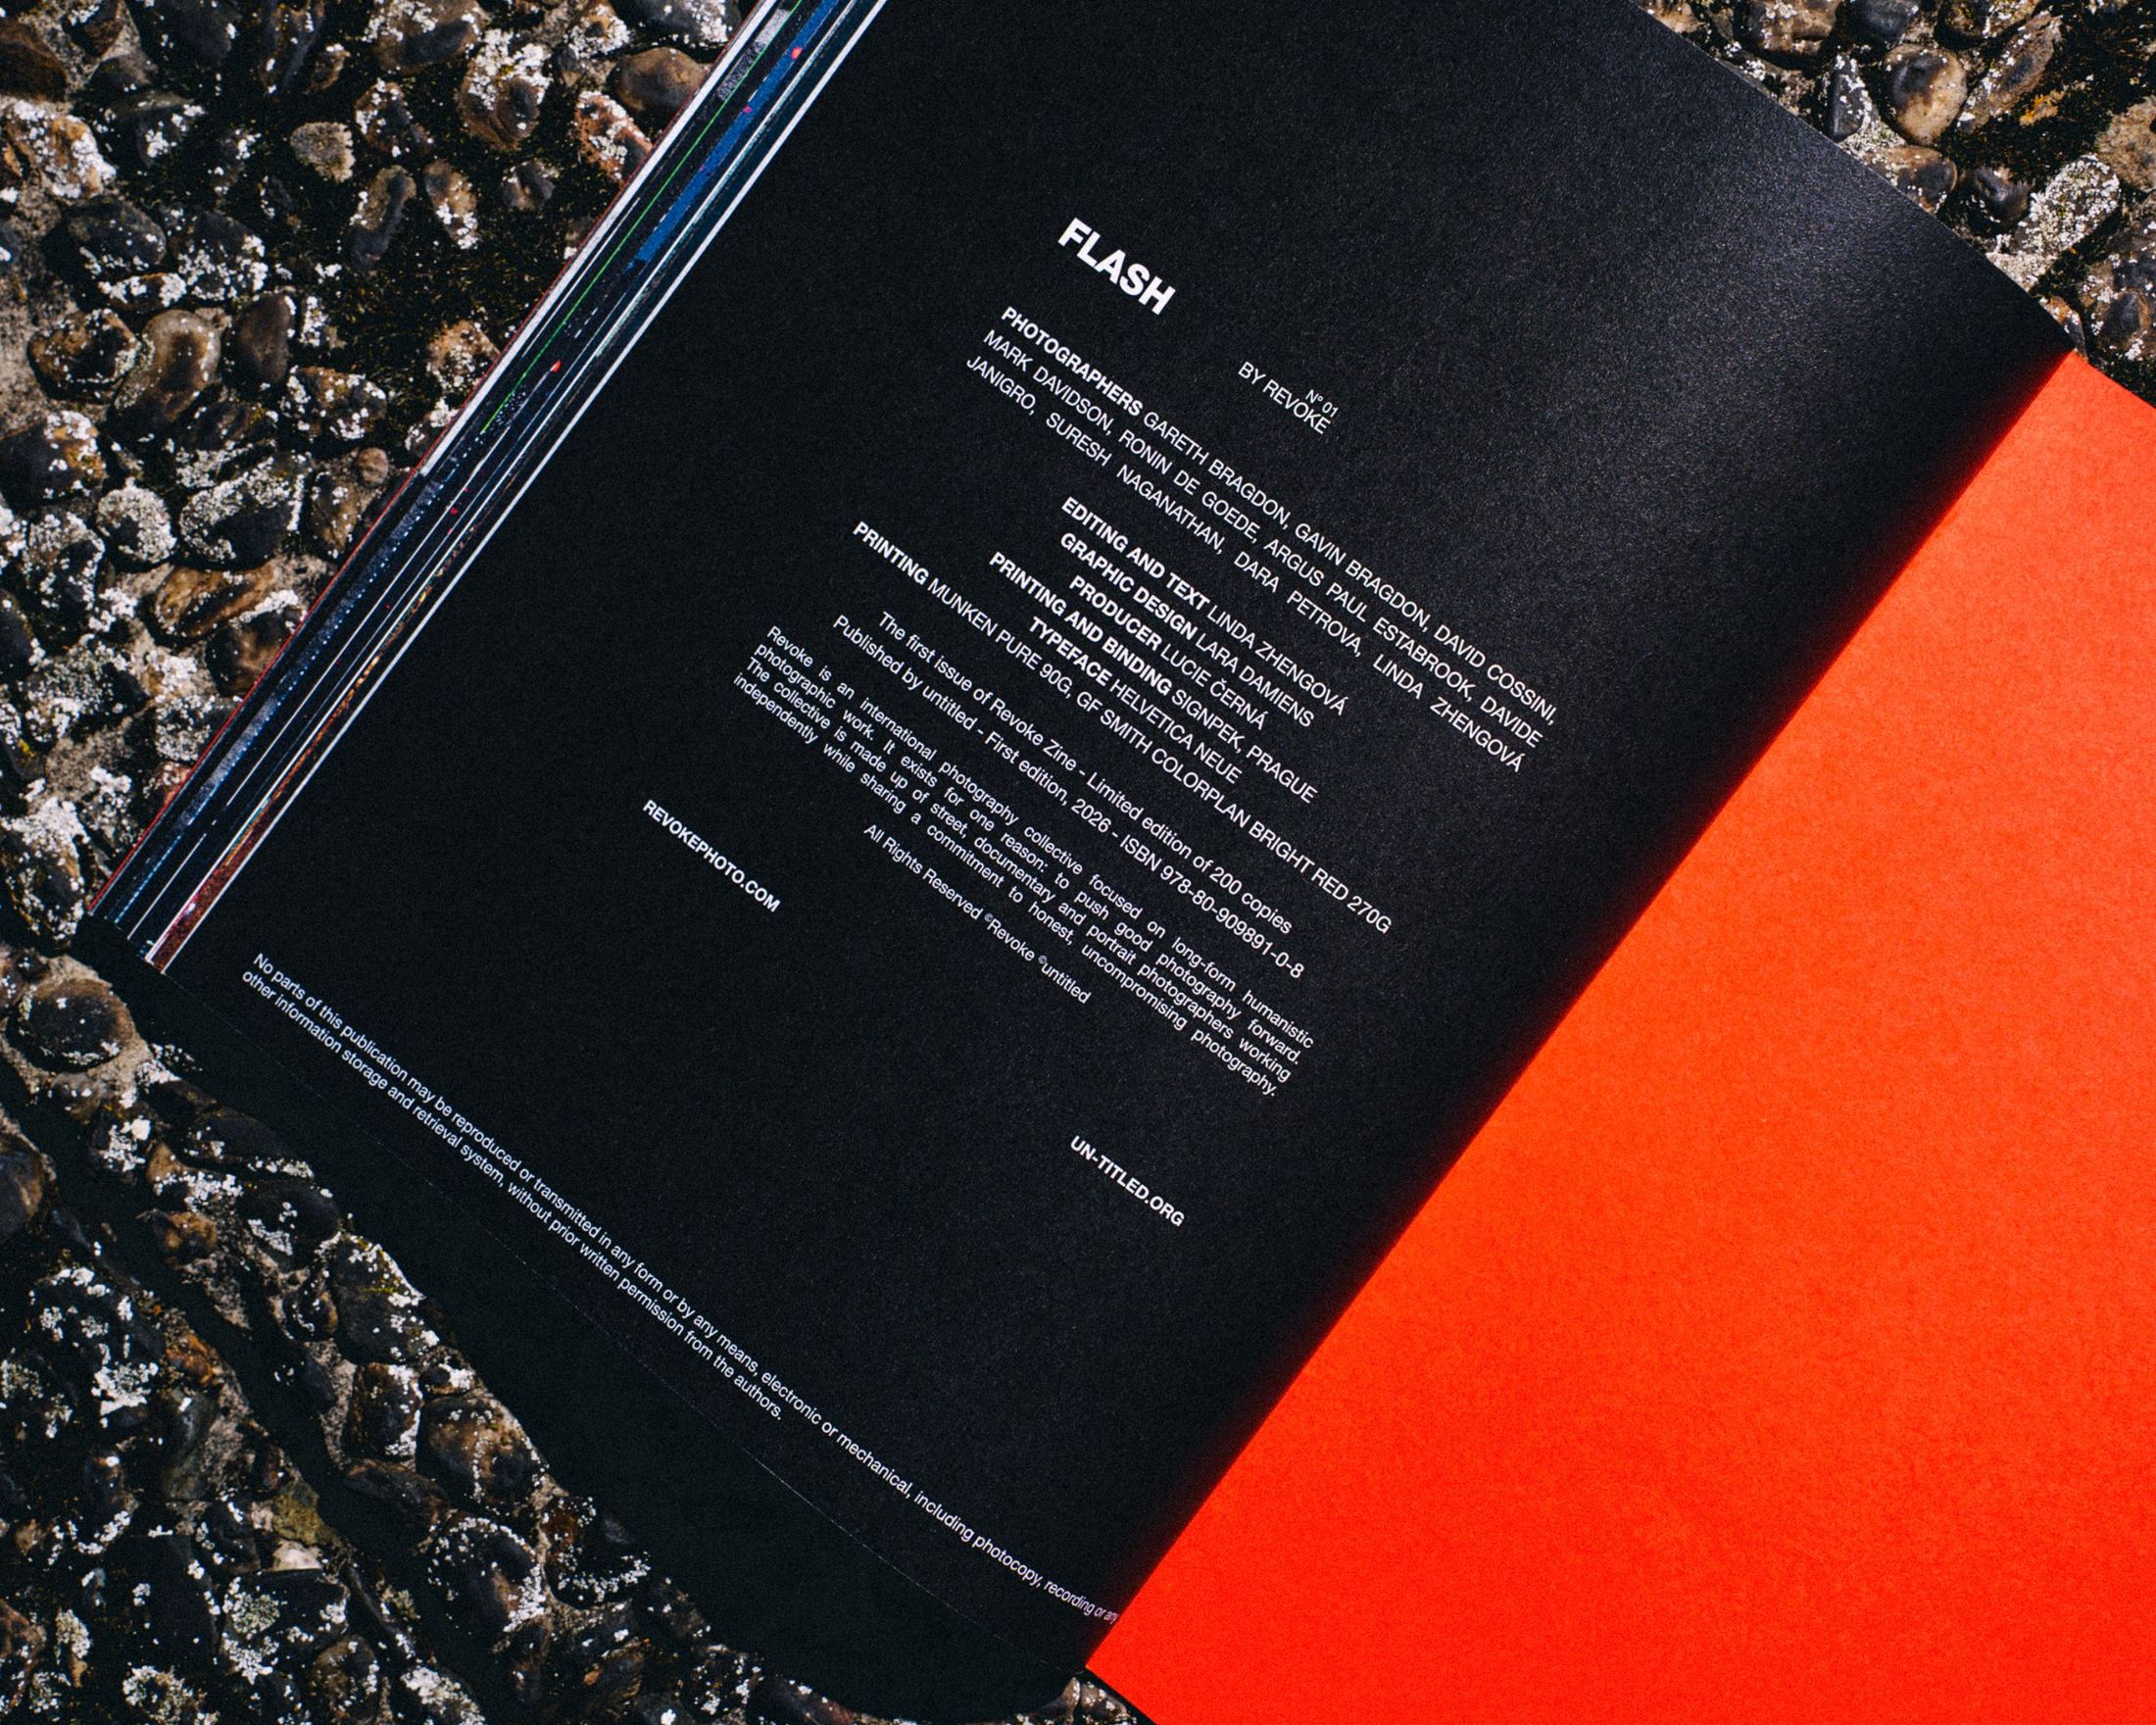 FLASH
N° 01
BY REVOKE
PHOTOGRAPHERS GARETH BRAGDON, GAVIN BRAGDON, DAVID COSSINI,
MARK DAVIDSON, RONIN DE GOEDE, ARGUS PAUL ESTABROOK, DAVIDE
JANIGRO, SURESH NAGANATHAN, DARA PETROVA, LINDA ZHENGOVÁ
EDITING AND TEXT LINDA ZHENGOVÁ
GRAPHIC DESIGN LARA DAMIENS
PRODUCER LUCIE ČERNÁ
PRINTING AND BINDING SIGNPEK, PRAGUE
TYPEFACE HELVETICA NEUE
PRINTING MUNKEN PURE 90G, GF SMITH COLORPLAN BRIGHT RED 270G
The first issue of Revoke Zine - Limited edition of 200 copies
Published by untitled - First edition, 2026 - ISBN 978-80-909891-0-8
Revoke is an international photography collective focused on long-form humanistic
photographic work. It exists for one reason: to push good photography forward.
The collective is made up of street, documentary and portrait photographers working
independently while sharing a commitment to honest, uncompromising photography.
All Rights Reserved ©Revoke ©untitled
REVOKEPHOTO.COM
UN-TITLED.ORG
No parts of this publication may be reproduced or transmitted in any form or by any means, electronic or mechanical, including photocopy, recording or any
other information storage and retrieval system, without prior written permission from the authors.